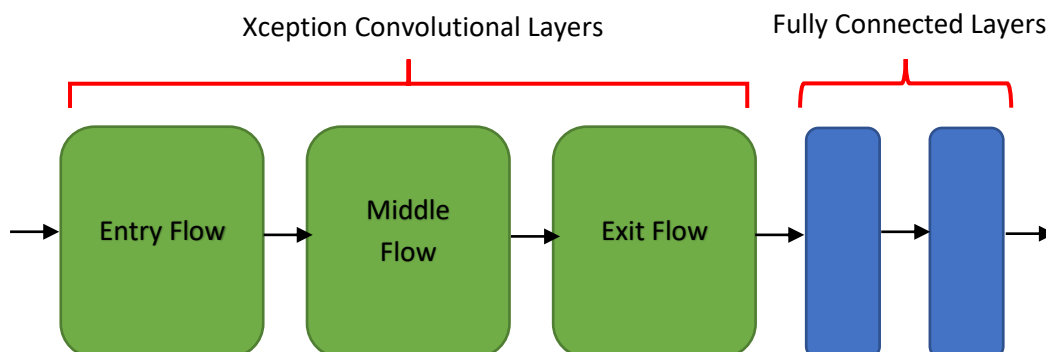 Xception Convolutional Layers
Fully Connected Layers
Entry Flow
Middle
Flow
Exit Flow